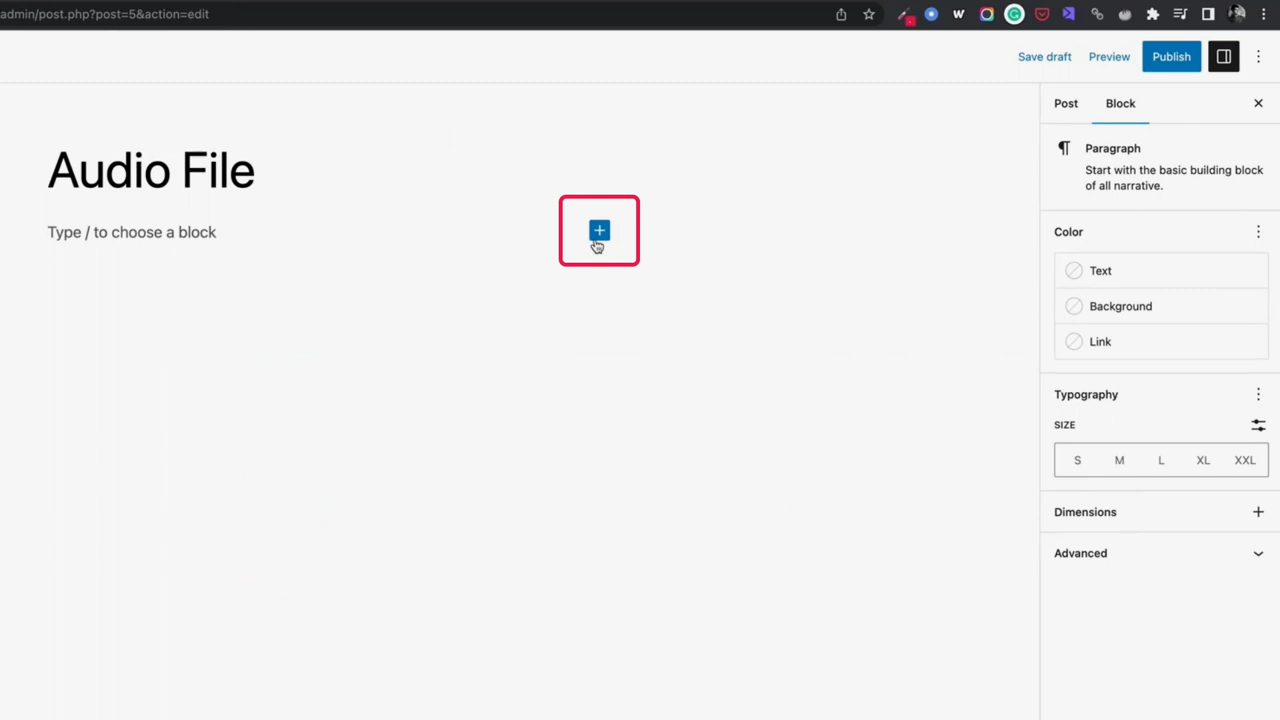 admin/post.php?post=5&action=edit
Save draft
Preview
Publish
Post
Block
Audio File
Type / to choose a block
Paragraph
Start with the basic building block
of all narrative.
Color
Text
Background
Link
Typography
SIZE
S M L XL XXL
Dimensions
Advanced